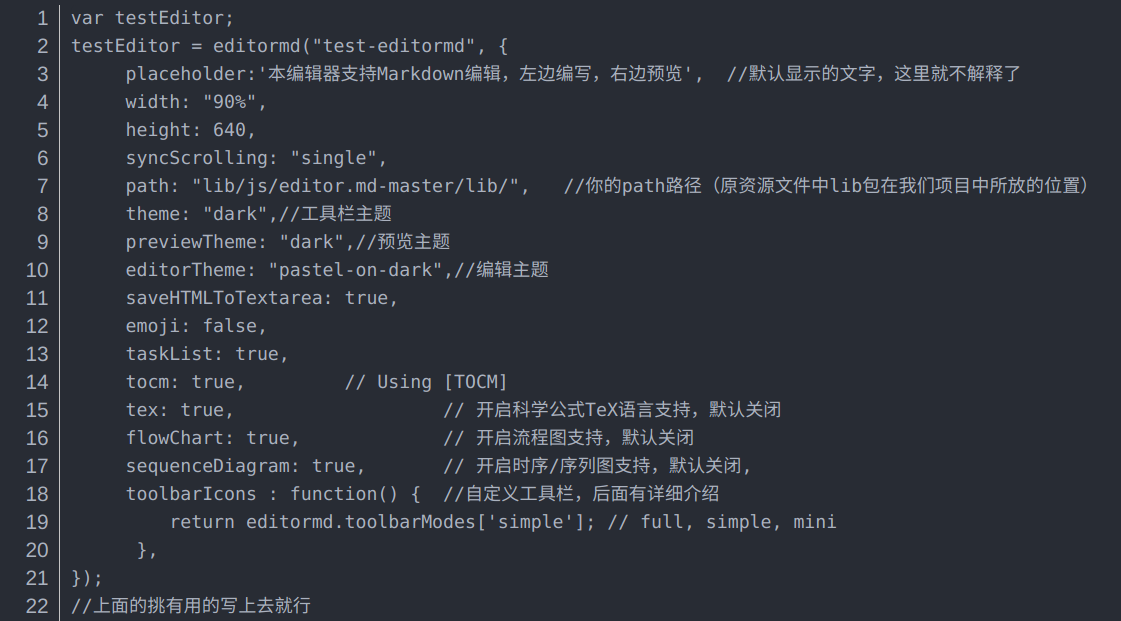 1 var testEditor;
2 testEditor = editormd("test-editormd", {
3      placeholder:'本编辑器支持Markdown编辑，左边编写，右边预览',  //默认显示的文字，这里就不解释了
4      width: "90%",
5      height: 640,
6      syncScrolling: "single",
7      path: "lib/js/editor.md-master/lib/",   //你的path路径（原资源文件中lib包在我们项目中所放的位置）
8      theme: "dark",//工具栏主题
9      previewTheme: "dark",//预览主题
10      editorTheme: "pastel-on-dark",//编辑主题
11      saveHTMLToTextarea: true,
12      emoji: false,
13      taskList: true,
14      tocm: true,         // Using [TOCM]
15      tex: true,                   // 开启科学公式TeX语言支持，默认关闭
16      flowChart: true,             // 开启流程图支持，默认关闭
17      sequenceDiagram: true,       // 开启时序/序列图支持，默认关闭,
18      toolbarIcons : function() {  //自定义工具栏，后面有详细介绍
19          return editormd.toolbarModes['simple']; // full, simple, mini
20       },
21 });
22 //上面的挑有用的写上去就行